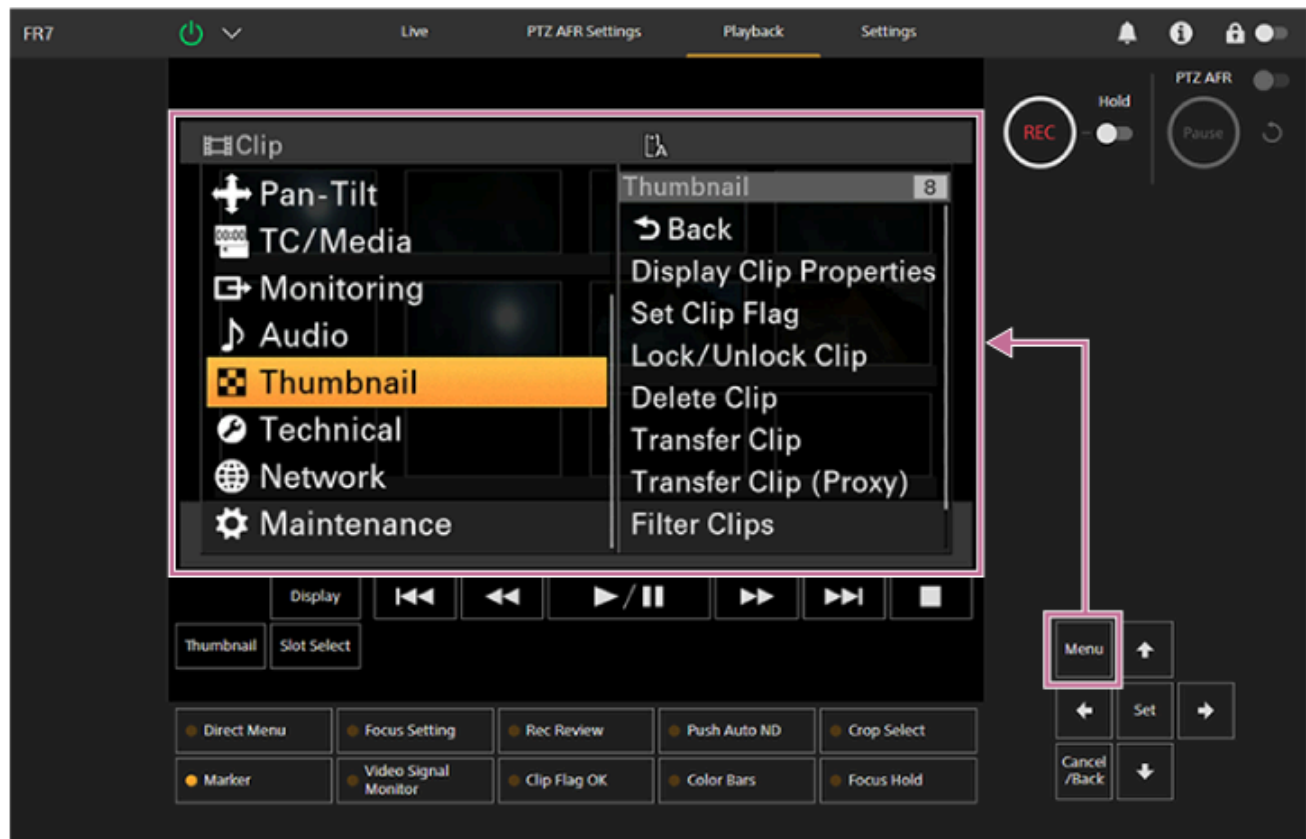 FR7
Live
PTZ AFR Settings
Playback
Settings
PTZ AFR
Hold
REC
Pause
Clip
A
Pan-Tilt
TC/Media
Monitoring
Audio
Thumbnail
Technical
Network
Maintenance
Thumbnail 8
Back
Display Clip Properties
Set Clip Flag
Lock/Unlock Clip
Delete Clip
Transfer Clip
Transfer Clip (Proxy)
Filter Clips
Display
Thumbnail
Slot Select
Menu
Set
Cancel
/Back
Direct Menu
Focus Setting
Rec Review
Push Auto ND
Crop Select
Marker
Video Signal
Monitor
Clip Flag OK
Color Bars
Focus Hold